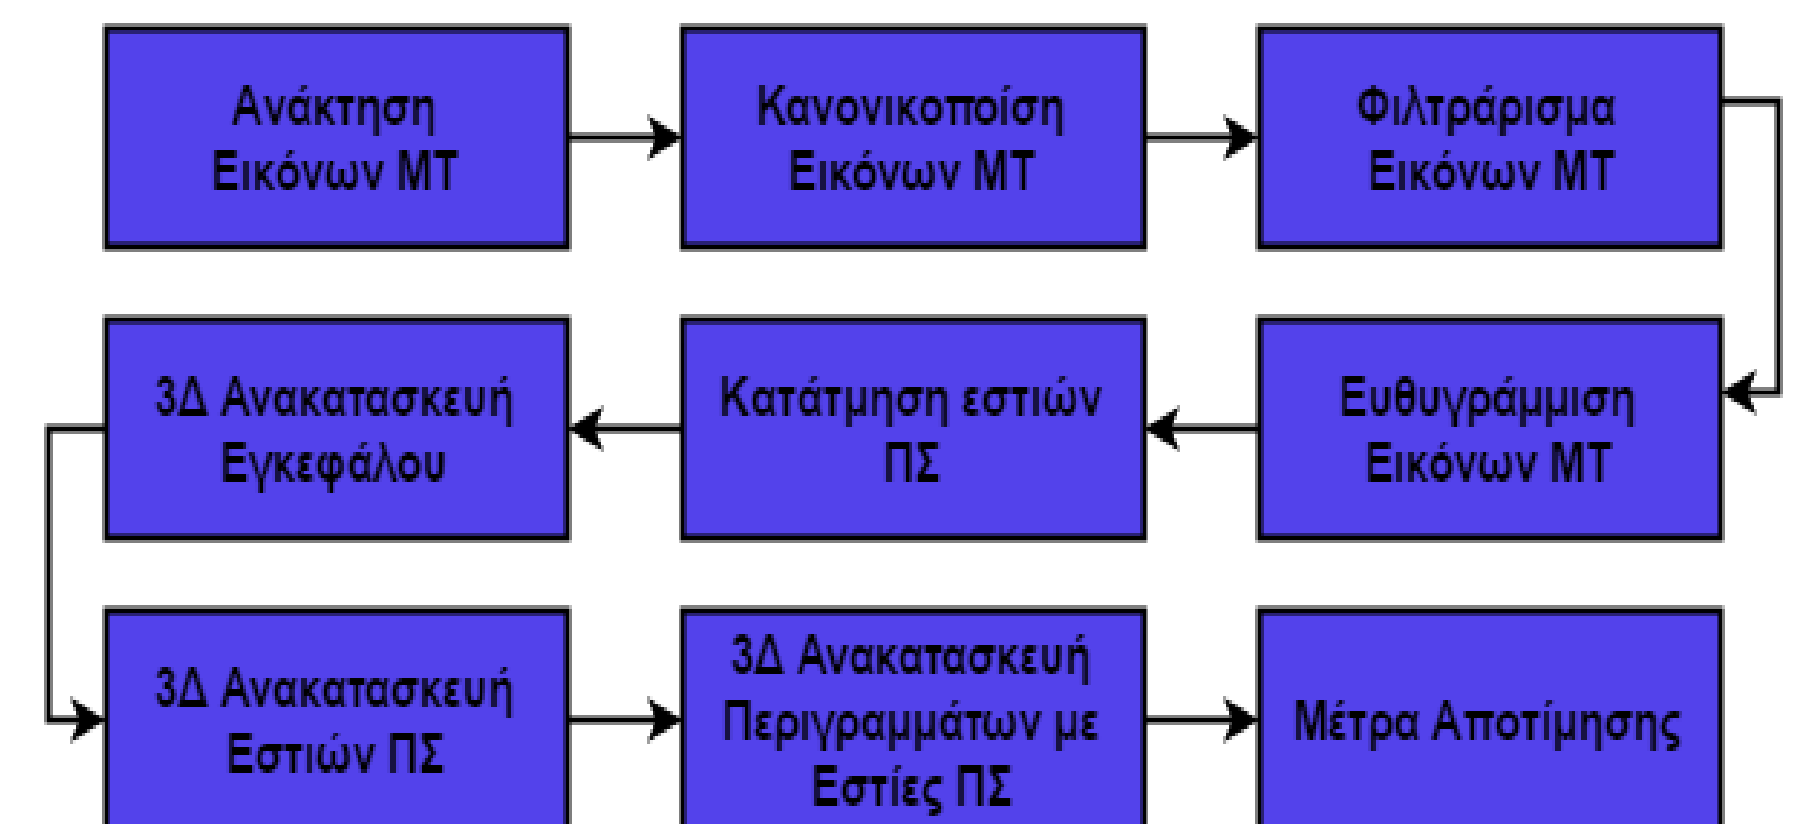 Ανάκτηση
Εικόνων ΜΤ
Κανονικοποίση
Εικόνων ΜΤ
Φιλτράρισμα
Εικόνων ΜΤ
Ευθυγράμμιση
Εικόνων ΜΤ
Κατάτμηση εστιών
ΠΣ
3Δ Ανακατασκευή
Εγκεφάλου
3Δ Ανακατασκευή
Εστιών ΠΣ
3Δ Ανακατασκευή
Περιγραμμάτων με
Εστίες ΠΣ
Μέτρα Αποτίμησης